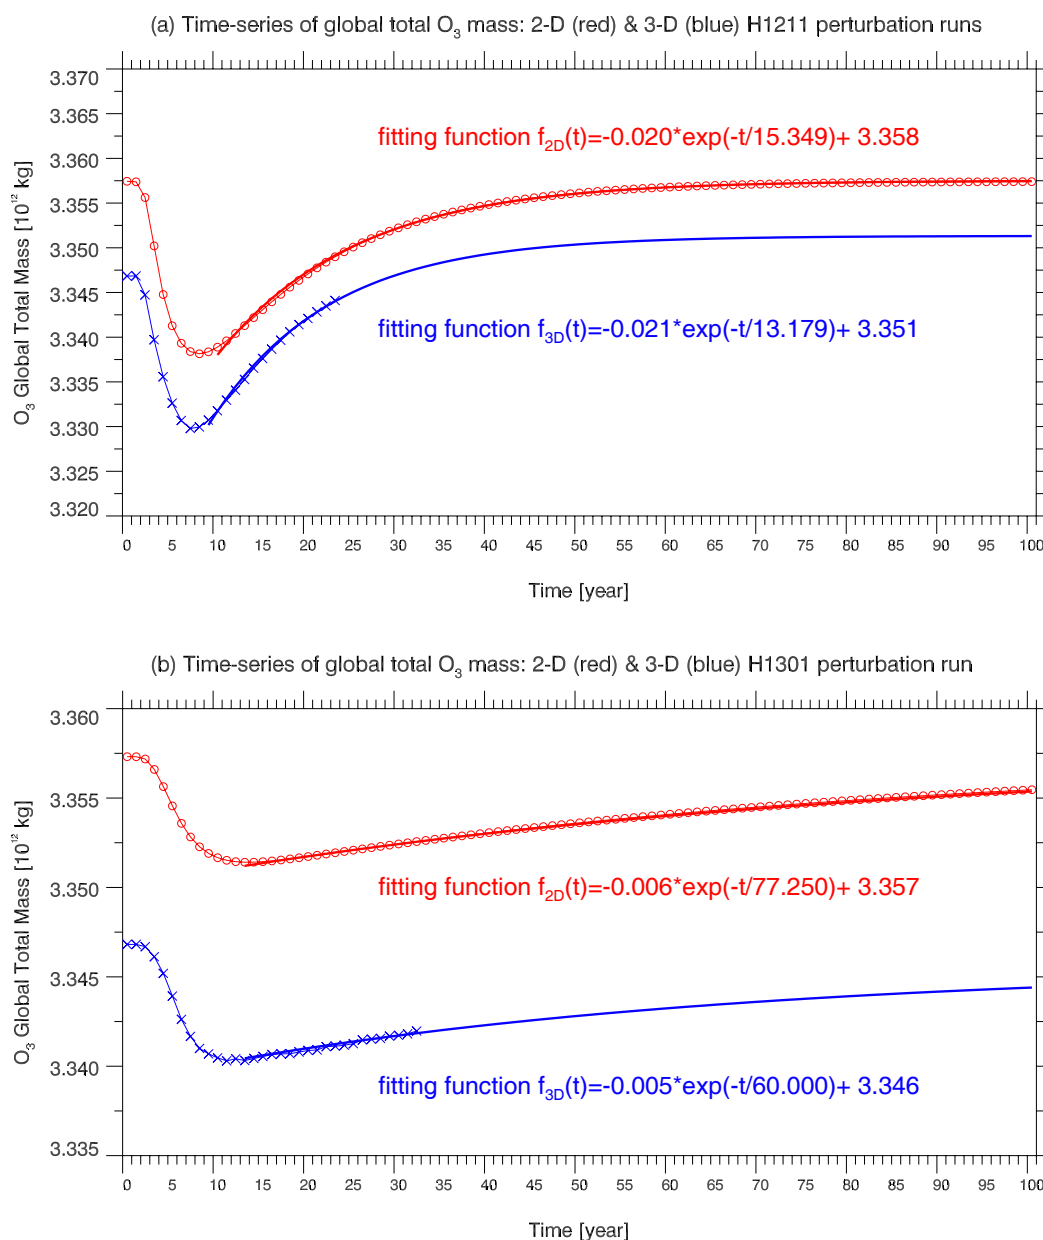 (a) Time-series of global total O₃ mass: 2-D (red) & 3-D (blue) H1211 perturbation runs
O₃ Global Total Mass [10¹² kg]
3.370
3.365
3.360
3.355
3.350
3.345
3.340
3.335
3.330
3.325
3.320
fitting function f₂D(t)=-0.020*exp(-t/15.349)+ 3.358
fitting function f₃D(t)=-0.021*exp(-t/13.179)+ 3.351
0 5 10 15 20 25 30 35 40 45 50 55 60 65 70 75 80 85 90 95 100
Time [year]
(b) Time-series of global total O₃ mass: 2-D (red) & 3-D (blue) H1301 perturbation run
O₃ Global Total Mass [10¹² kg]
3.360
3.355
3.350
3.345
3.340
3.335
fitting function f₂D(t)=-0.006*exp(-t/77.250)+ 3.357
fitting function f₃D(t)=-0.005*exp(-t/60.000)+ 3.346
0 5 10 15 20 25 30 35 40 45 50 55 60 65 70 75 80 85 90 95 100
Time [year]